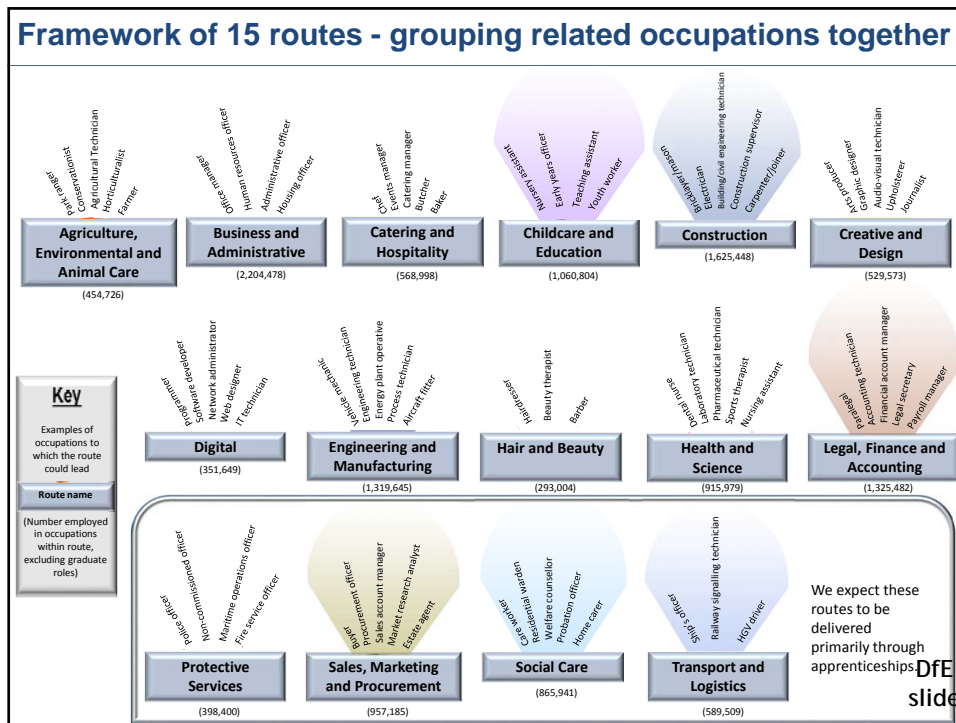 Framework of 15 routes - grouping related occupations together
Park ranger
Conservationist
Agricultural Technician
Horticulturalist
Farmer
Agriculture,
Environmental and
Animal Care
(454,726)
Office manager
Human resources officer
Administrative officer
Housing officer
Business and
Administrative
(2,204,478)
Chef
Events manager
Catering manager
Butcher
Baker
Catering and
Hospitality
(568,998)
Nursery assistant
Early years officer
Teaching assistant
Youth worker
Childcare and
Education
(1,060,804)
Bricklayer/mason
Electrician
Building/civil engineering technician
Construction supervisor
Carpenter/joiner
Construction
(1,625,448)
Arts producer
Graphic designer
Audio-visual technician
Upholsterer
Journalist
Creative and
Design
(529,573)
Key
Examples of
occupations to
which the route
could lead
Route name
(Number employed
in occupations
within route,
excluding graduate
roles)
Programmer
Software developer
Network administrator
Web designer
IT technician
Digital
(351,649)
Vehicle mechanic
Engineering technician
Energy plant operative
Process technician
Aircraft fitter
Engineering and
Manufacturing
(1,319,645)
Hairdresser
Beauty therapist
Barber
Hair and Beauty
(293,004)
Dental nurse
Laboratory technician
Pharmaceutical technician
Sports therapist
Nursing assistant
Health and
Science
(915,979)
Paralegal
Accounting technician
Financial account manager
Legal secretary
Payroll manager
Legal, Finance and
Accounting
(1,325,482)
Police officer
Non-commissioned officer
Maritime operations officer
Fire service officer
Protective
Services
(398,400)
Buyer
Procurement officer
Sales account manager
Market research analyst
Estate agent
Sales, Marketing
and Procurement
(957,185)
Care worker
Residential warden
Welfare counsellor
Probation officer
Home carer
Social Care
(865,941)
Ship's officer
Railway signalling technician
HGV driver
Transport and
Logistics
(589,509)
We expect these
routes to be
delivered
primarily through
apprenticeships.
DfE
slide